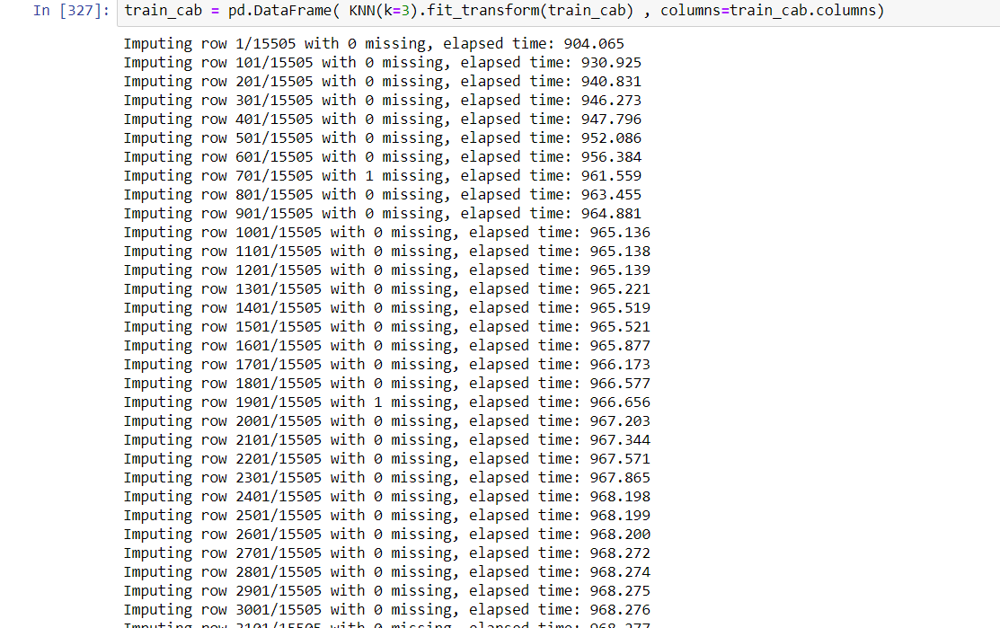 In [327]: train_cab = pd.DataFrame( KNN(k=3).fit_transform(train_cab) , columns=train_cab.columns)
Imputing row 1/15505 with 0 missing, elapsed time: 904.065
Imputing row 101/15505 with 0 missing, elapsed time: 930.925
Imputing row 201/15505 with 0 missing, elapsed time: 940.831
Imputing row 301/15505 with 0 missing, elapsed time: 946.273
Imputing row 401/15505 with 0 missing, elapsed time: 947.796
Imputing row 501/15505 with 0 missing, elapsed time: 952.086
Imputing row 601/15505 with 0 missing, elapsed time: 956.384
Imputing row 701/15505 with 1 missing, elapsed time: 961.559
Imputing row 801/15505 with 0 missing, elapsed time: 963.455
Imputing row 901/15505 with 0 missing, elapsed time: 964.881
Imputing row 1001/15505 with 0 missing, elapsed time: 965.136
Imputing row 1101/15505 with 0 missing, elapsed time: 965.138
Imputing row 1201/15505 with 0 missing, elapsed time: 965.139
Imputing row 1301/15505 with 0 missing, elapsed time: 965.221
Imputing row 1401/15505 with 0 missing, elapsed time: 965.519
Imputing row 1501/15505 with 0 missing, elapsed time: 965.521
Imputing row 1601/15505 with 0 missing, elapsed time: 965.877
Imputing row 1701/15505 with 0 missing, elapsed time: 966.173
Imputing row 1801/15505 with 0 missing, elapsed time: 966.577
Imputing row 1901/15505 with 1 missing, elapsed time: 966.656
Imputing row 2001/15505 with 0 missing, elapsed time: 967.203
Imputing row 2101/15505 with 0 missing, elapsed time: 967.344
Imputing row 2201/15505 with 0 missing, elapsed time: 967.571
Imputing row 2301/15505 with 0 missing, elapsed time: 967.865
Imputing row 2401/15505 with 0 missing, elapsed time: 968.198
Imputing row 2501/15505 with 0 missing, elapsed time: 968.199
Imputing row 2601/15505 with 0 missing, elapsed time: 968.200
Imputing row 2701/15505 with 0 missing, elapsed time: 968.272
Imputing row 2801/15505 with 0 missing, elapsed time: 968.274
Imputing row 2901/15505 with 0 missing, elapsed time: 968.275
Imputing row 3001/15505 with 0 missing, elapsed time: 968.276
Imputing row 3101/15505 with 0 missing, elapsed time: 968.277